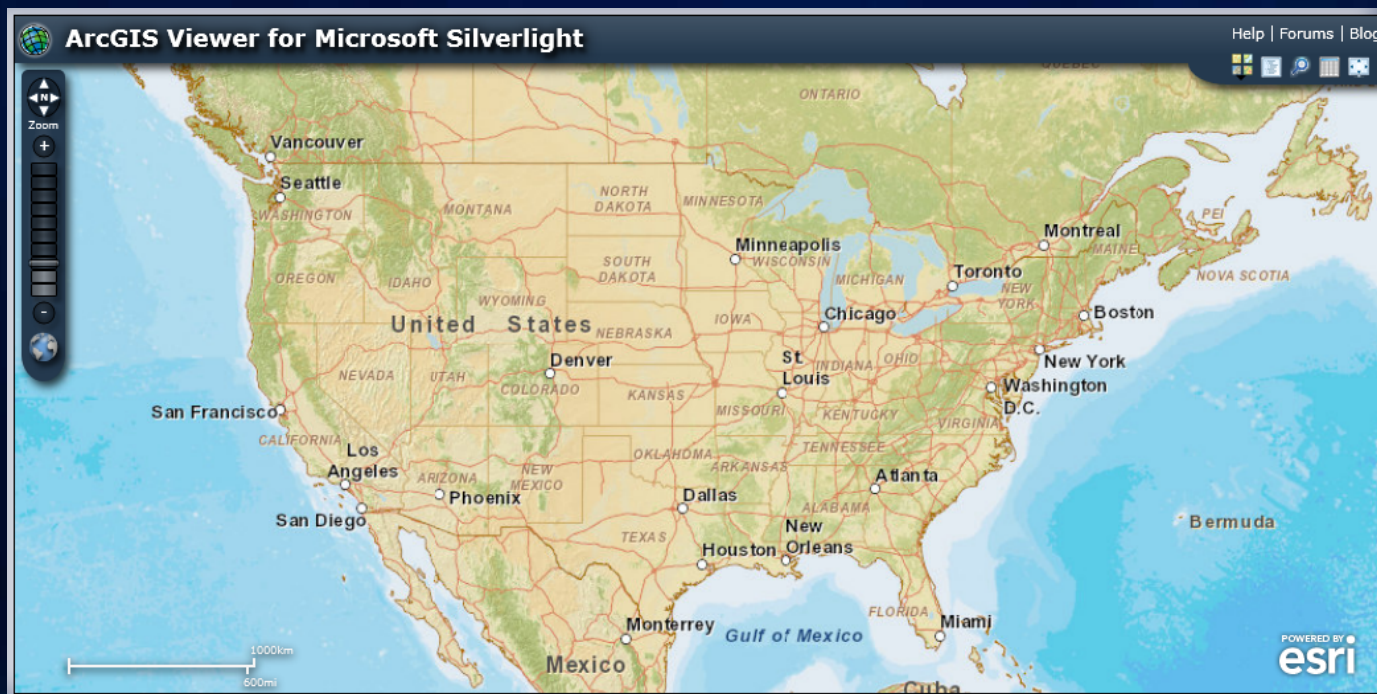 ArcGIS Viewer for Microsoft Silverlight
Help | Forums | Blog
N
Zoom
+
-
QUEBEC
ONTARIO
Vancouver
Seattle
WASHINGTON
MONTANA
NORTH
DAKOTA
MINNESOTA
Montreal
PEI
MAINE
NOVA SCOTIA
Minneapolis
WISCONSIN
OREGON
IDAHO
SOUTH
DAKOTA
MICHIGAN
Toronto
NEW
YORK
WYOMING
Boston
United States
NEBRASKA
IOWA
Chicago
Denver
St.
Louis
INDIANA
OHIO
New York
NEVADA
UTAH
COLORADO
KANSAS
MISSOURI
KENTUCKY
Washington
D.C.
VIRGINIA
San Francisco
CALIFORNIA
Los
Angeles
ARIZONA
NEW
MEXICO
OKLAHOMA
ARKANSAS
TENNESSEE
Atlanta
Phoenix
Dallas
ALABAMA
San Diego
TEXAS
New
Orleans
Houston
Bermuda
FLORIDA
Monterrey
Gulf of Mexico
Miami
Mexico
Cuba
1000km
600mi
POWERED BY
esri